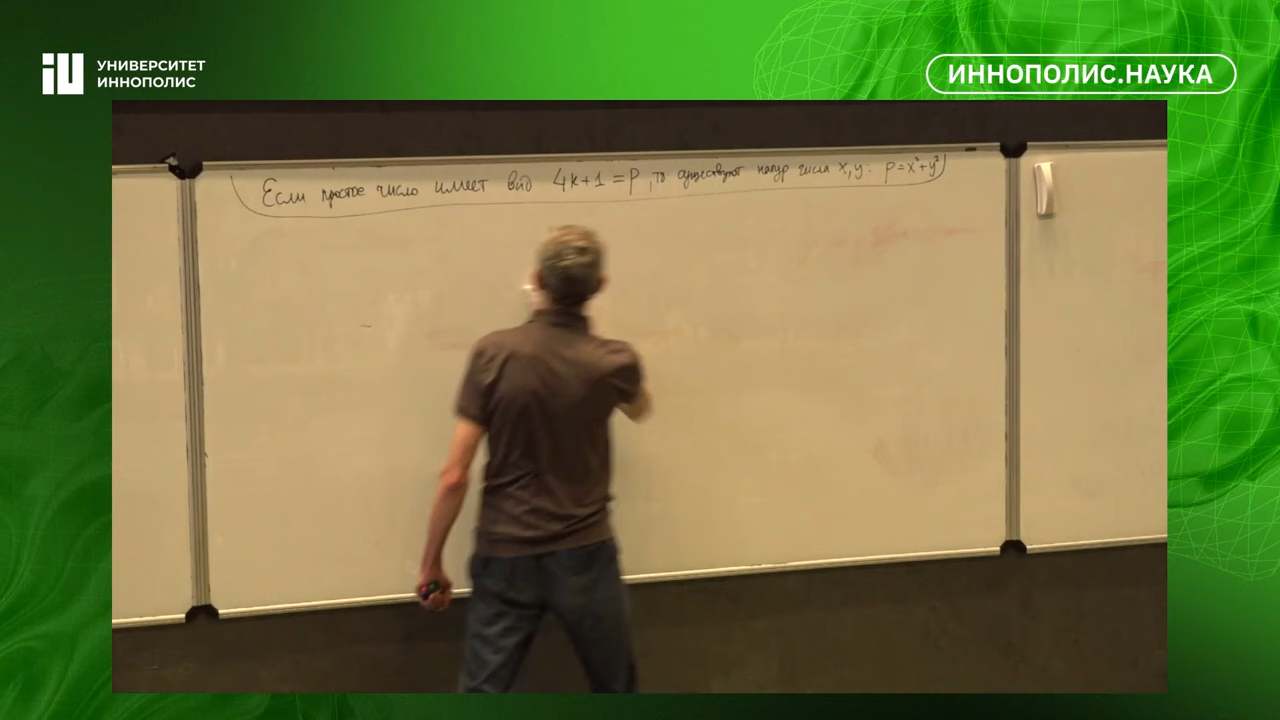 УНИВЕРСИТЕТ
ИННОПОЛИС
ИННОПОЛИС.НАУКА
Если простое число имеет вид 4k+1=p, то существуют натур числа x,y: p=x²+y²